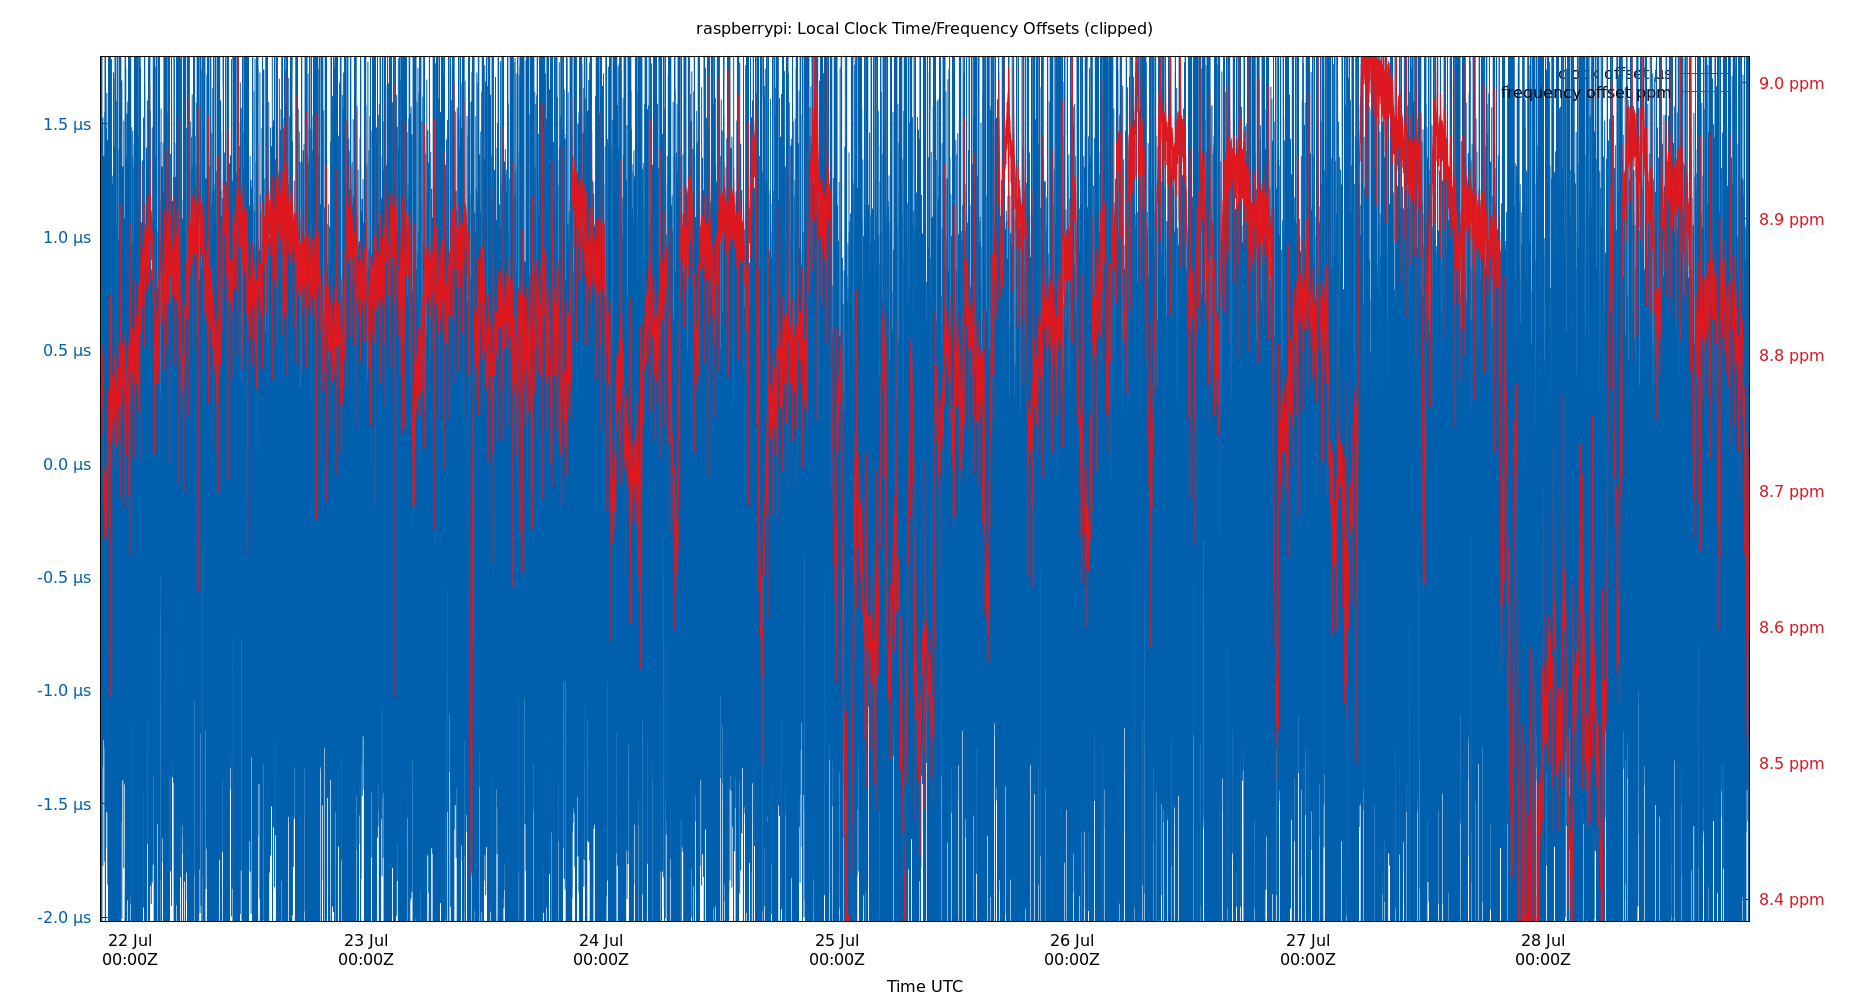 raspberrypi: Local Clock Time/Frequency Offsets (clipped)
clock offset µs
frequency offset ppm
1.5 µs
1.0 µs
0.5 µs
0.0 µs
-0.5 µs
-1.0 µs
-1.5 µs
-2.0 µs
9.0 ppm
8.9 ppm
8.8 ppm
8.7 ppm
8.6 ppm
8.5 ppm
8.4 ppm
22 Jul 23 Jul 24 Jul 25 Jul 26 Jul 27 Jul 28 Jul
00:00Z 00:00Z 00:00Z 00:00Z 00:00Z 00:00Z 00:00Z
Time UTC